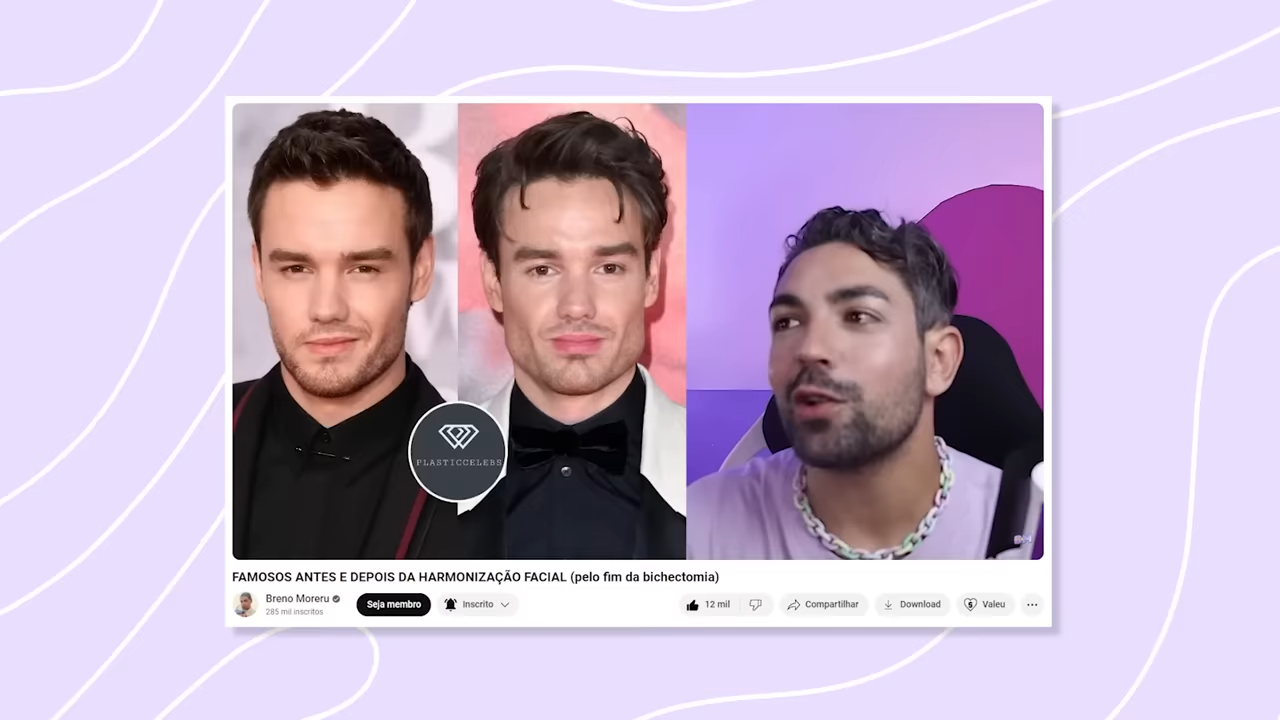 PLASTICCELEBS
FAMOSOS ANTES E DEPOIS DA HARMONIZAÇÃO FACIAL (pelo fim da bichectomia)
Breno Moreru
285 mil inscritos
Seja membro
Inscrito
12 mil
Compartilhar
Download
Valeu